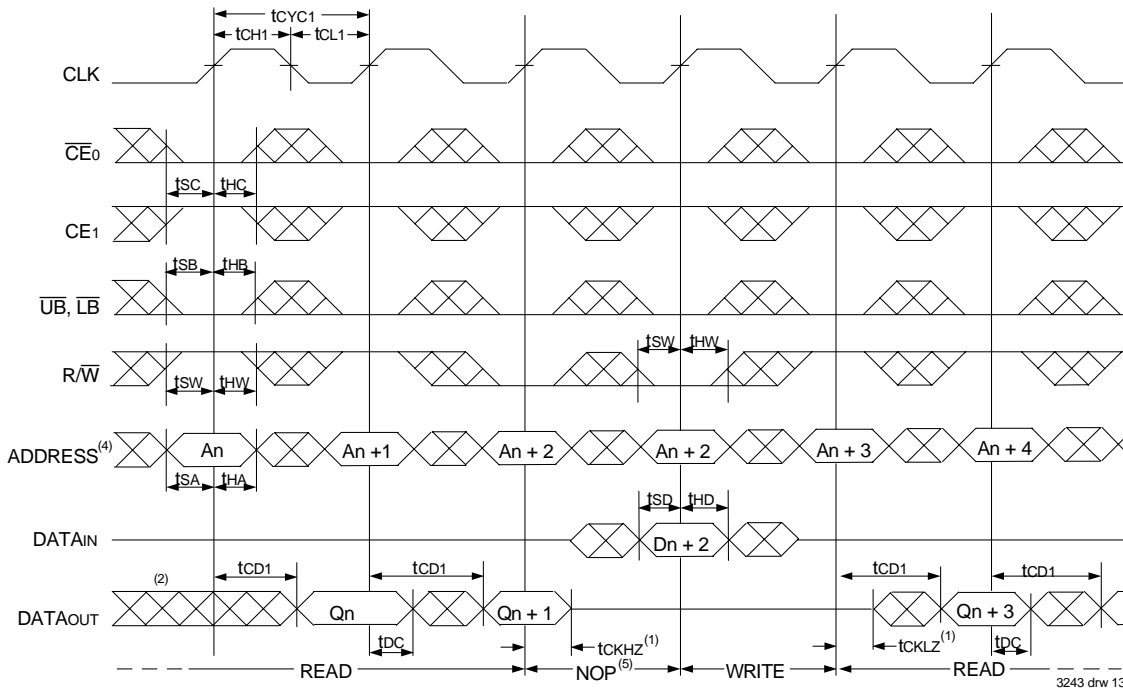 tCYC1
tCH1 tCL1
CLK
CE0
tSC tHC
CE1
tSB tHB
UB, LB
tSW tHW
R/W
tSW tHW
ADDRESS(4) An An +1 An + 2 An + 2 An + 3 An + 4
tSA tHA
tSD tHD
DATAIN Dn + 2
(2) tCD1 tCD1 tCD1 tCD1
DATAOUT Qn Qn + 1 Qn + 3
tDC tCKHZ(1) tCKLZ(1) tDC
READ NOP(5) WRITE READ
3243 drw 13